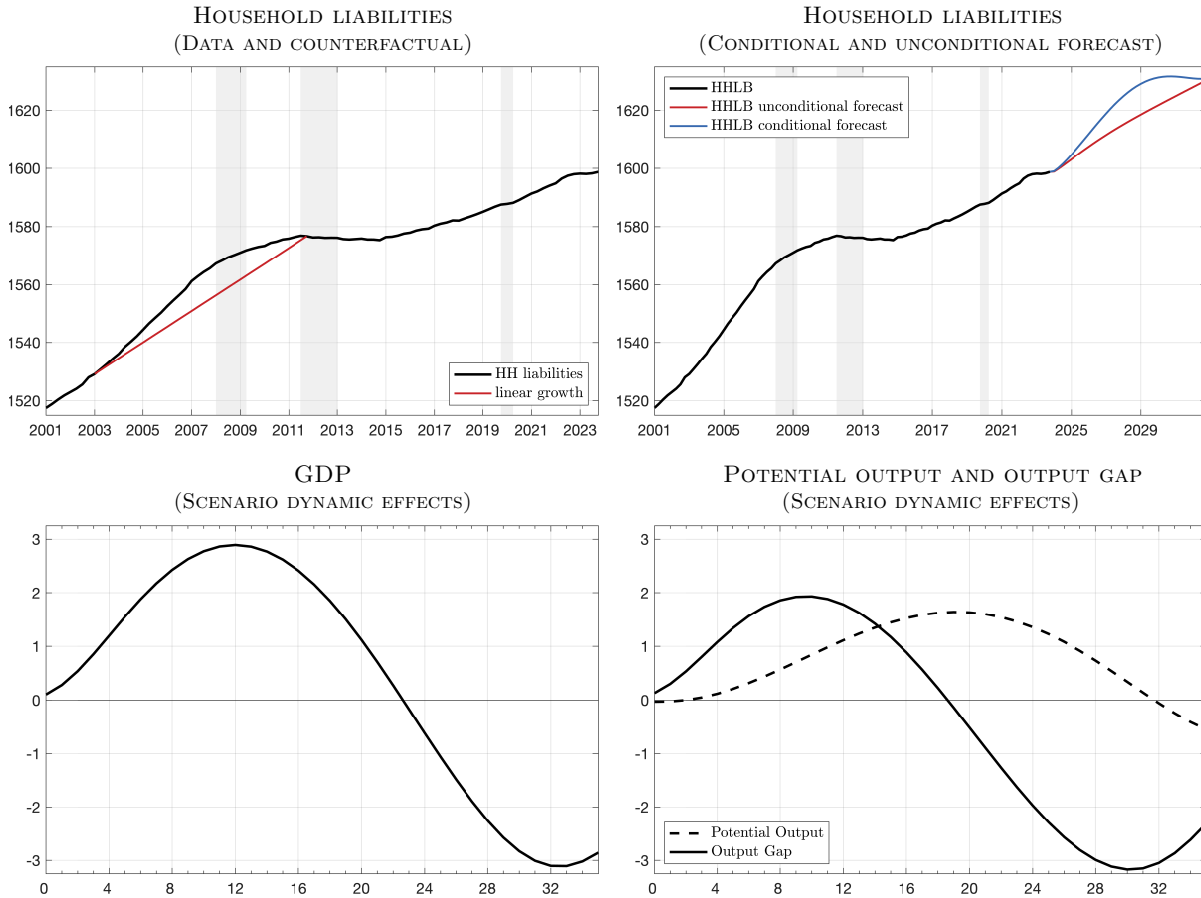 Household liabilities
(Data and counterfactual)
1620
1600
1580
1560
1540
1520
HH liabilities
linear growth
2001 2003 2005 2007 2009 2011 2013 2015 2017 2019 2021 2023
Household liabilities
(Conditional and unconditional forecast)
HHLB
HHLB unconditional forecast
HHLB conditional forecast
1620
1600
1580
1560
1540
1520
2001 2005 2009 2013 2017 2021 2025 2029
GDP
(Scenario dynamic effects)
3
2
1
0
-1
-2
-3
0 4 8 12 16 20 24 28 32
Potential output and output gap
(Scenario dynamic effects)
3
2
1
0
-1
-2
-3
Potential Output
Output Gap
0 4 8 12 16 20 24 28 32